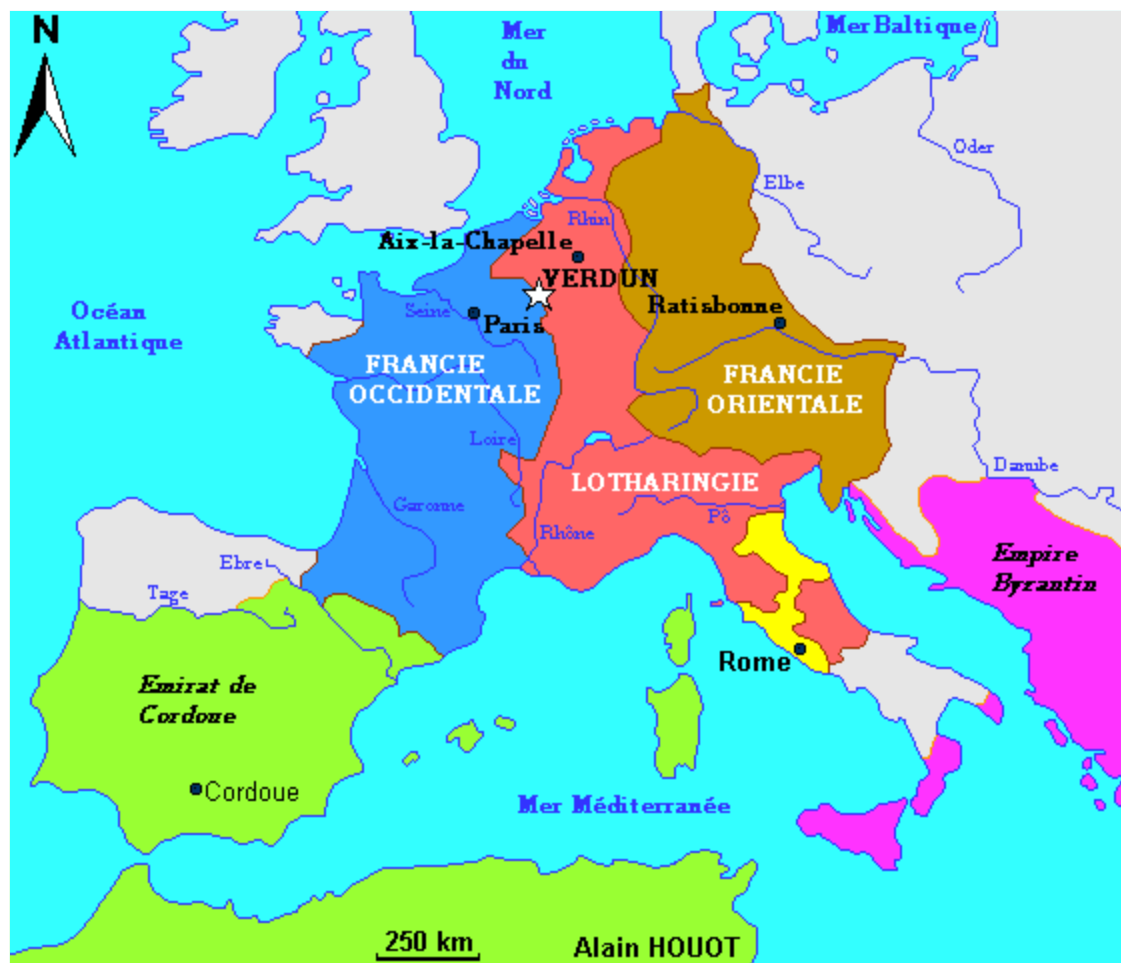 N
Mer
du
Nord
Mer Baltique
Oder
Elbe
Rhin
Aix-la-Chapelle
VERDUN
Océan
Atlantique
Seine
Paris
Ratisbonne
FRANCIE
OCCIDENTALE
FRANCIE
ORIENTALE
Loire
Danube
LOTHARINGIE
Garonne
Rhône
Pô
Ebre
Tage
Empire
Byrantin
Rome
Emirat de
Cordoue
Cordoue
Mer Méditerranée
250 km
Alain HOUOT